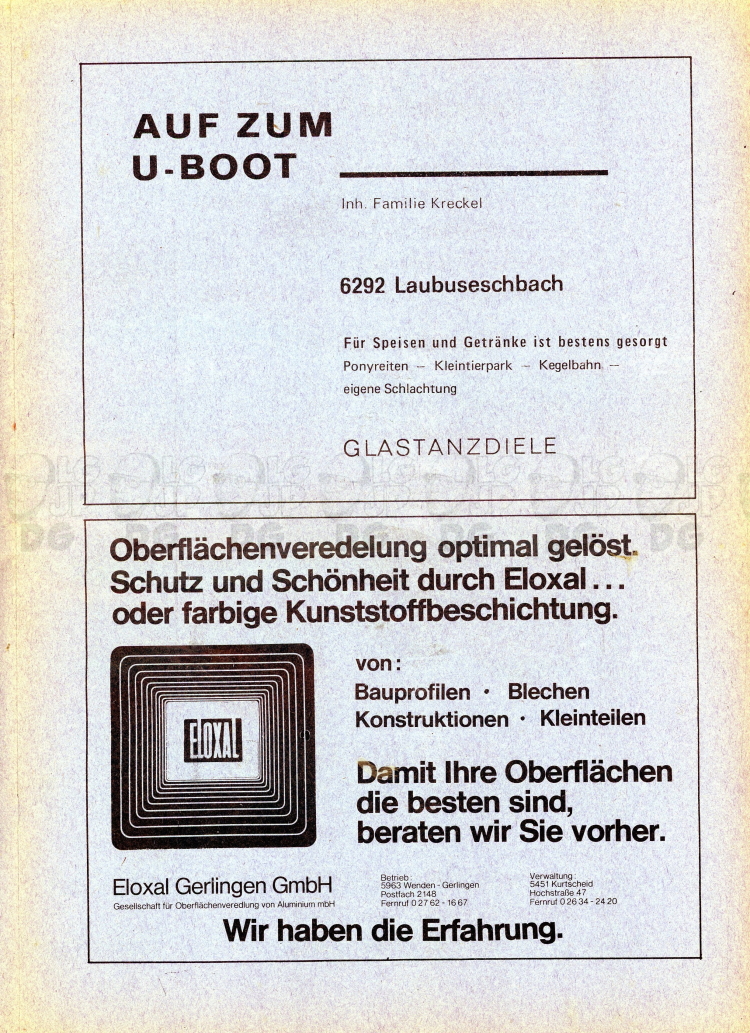 AUF ZUM
U-BOOT
Inh. Familie Kreckel
6292 Laubuseschbach
Für Speisen und Getränke ist bestens gesorgt
Ponyreiten – Kleintierpark – Kegelbahn –
eigene Schlachtung
GLASTANZDIELE
Oberflächenveredelung optimal gelöst.
Schutz und Schönheit durch Eloxal...
oder farbige Kunststoffbeschichtung.
ELOXAL
von:
Bauprofilen · Blechen
Konstruktionen · Kleinteilen
Damit Ihre Oberflächen
die besten sind,
beraten wir Sie vorher.
Eloxal Gerlingen GmbH
Gesellschaft für Oberflächenveredlung von Aluminium mbH
Betrieb:
5963 Wenden - Gerlingen
Postfach 2148
Fernruf 0 27 62 - 16 67
Verwaltung:
5451 Kurtscheid
Hochstraße 47
Fernruf 0 26 34 - 24 20
Wir haben die Erfahrung.